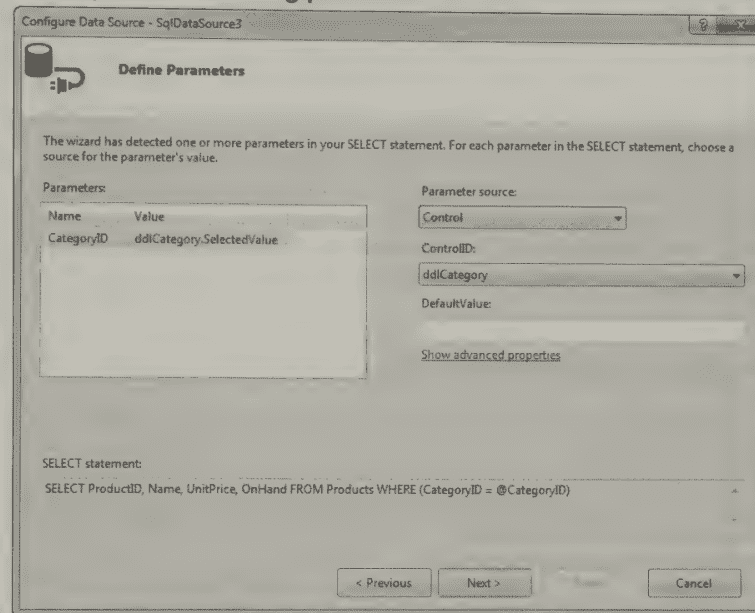 Configure Data Source - SqlDataSource3
Define Parameters
The wizard has detected one or more parameters in your SELECT statement. For each parameter in the SELECT statement, choose a
source for the parameter's value.
Parameters:
Name Value
CategoryID ddlCategory.SelectedValue
Parameter source:
Control
ControlID:
ddlCategory
DefaultValue:
Show advanced properties
SELECT statement:
SELECT ProductID, Name, UnitPrice, OnHand FROM Products WHERE (CategoryID = @CategoryID)
< Previous Next > Cancel